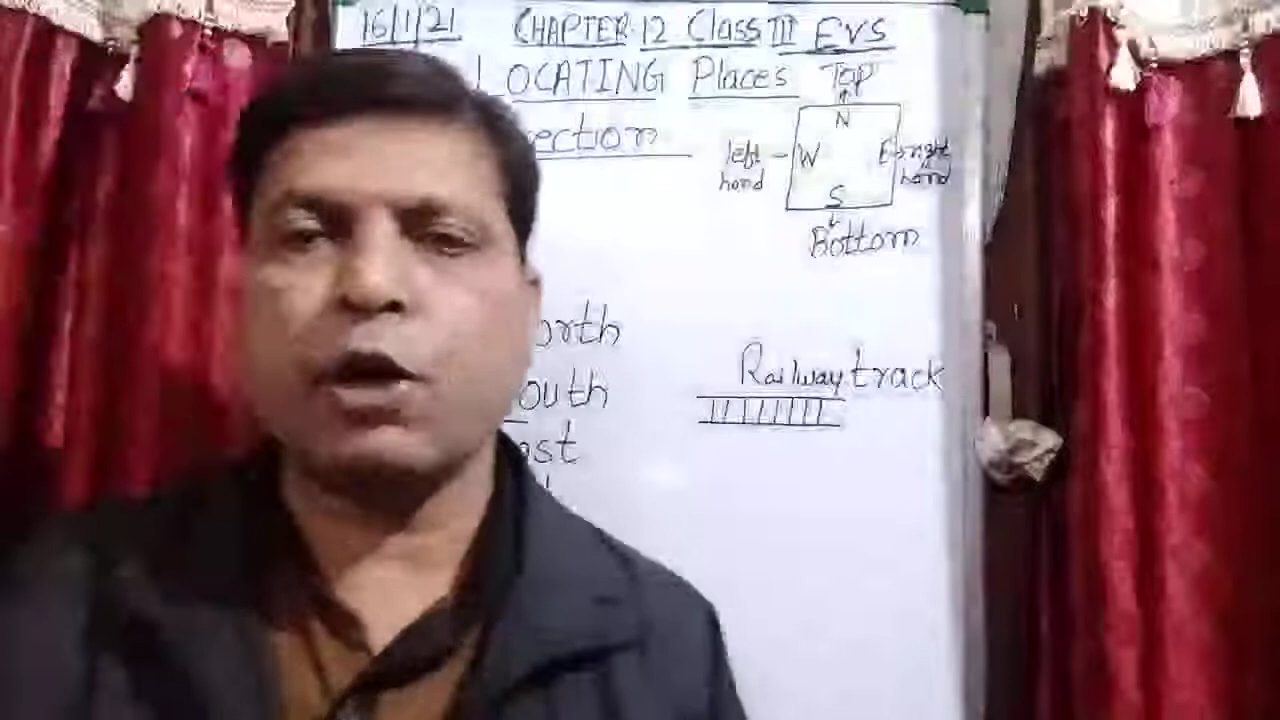 16/1/21 CHAPTER-12 Class III EVS
LOCATING Places
ection
Top
N
left hand W E right hand
S
Bottom
orth
outh
ast
Railway track